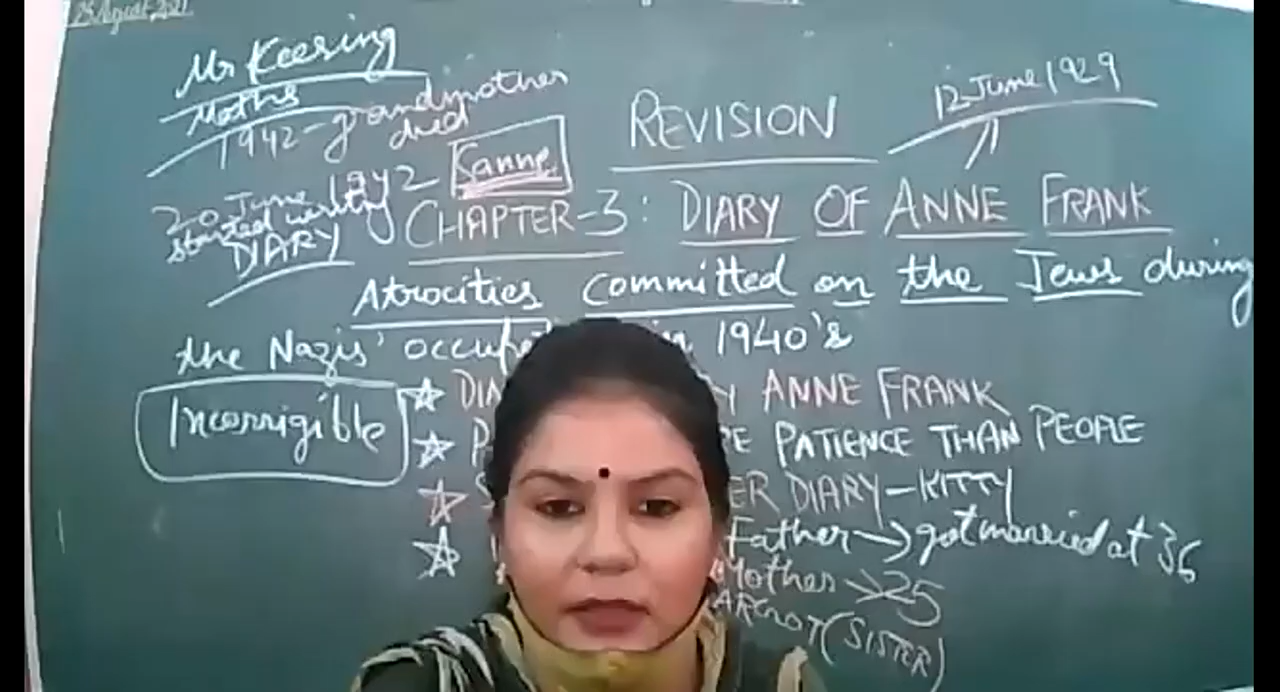 25 August, 2021
Mr Keesing
Maths
1942-grandmother
died
REVISION
12 June 1929
Sanne
20 June 1942
started writing
DIARY
CHAPTER-3: DIARY OF ANNE FRANK
Atrocities committed on the Jews during
the Nazis' in 1940's
Incorrigible
ANNE FRANK
PATIENCE THAN PEOPLE
DIARY-KITTY
Father → got married at 36
Mother → 25
MARGOT (SISTER)